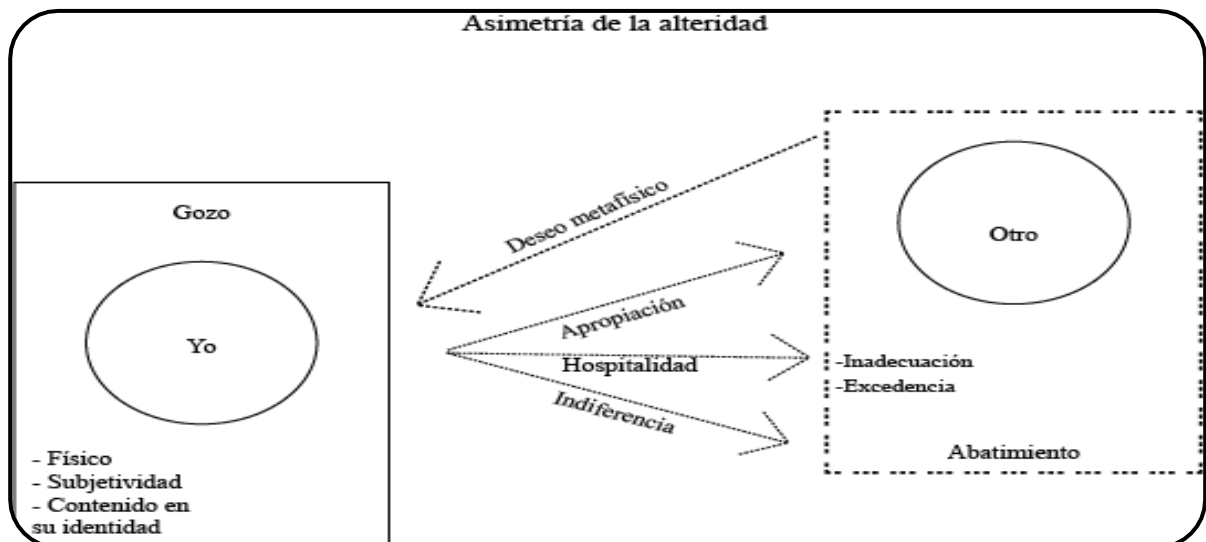 Asimetría de la alteridad
Gozo
Yo
- Físico
- Subjetividad
- Contenido en
su identidad
Deseo metafísico
Apropiación
Hospitalidad
Indiferencia
Otro
-Inadecuación
-Excedencia
Abatimiento